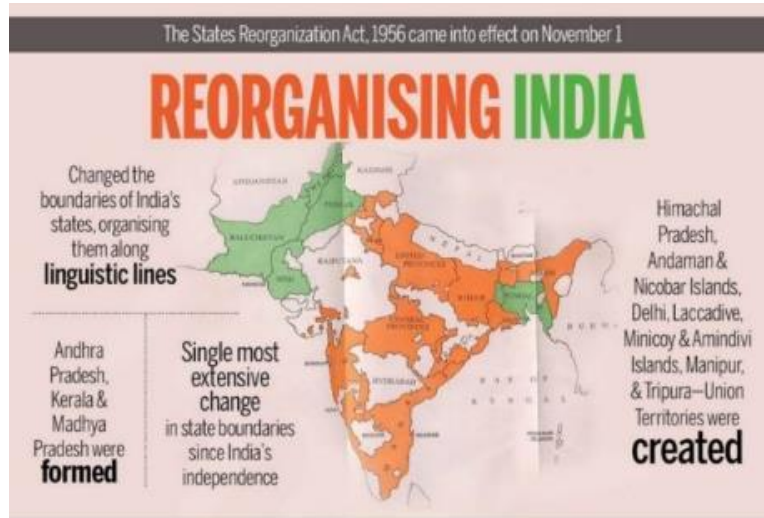 The States Reorganization Act, 1956 came into effect on November 1
REORGANISING INDIA
Changed the
boundaries of India's
states, organising
them along
linguistic lines
Andhra
Pradesh,
Kerala &
Madhya
Pradesh were
formed
Single most
extensive
change
in state boundaries
since India's
independence
AFGHANISTAN
KASHMIR
PUNJAB
BALUCHISTAN
SIND
RAJPUTANA
NEPAL
UNITED
PROVINCES
BIHAR
CENTRAL
PROVINCES
HYDERABAD
BAY OF
BENGAL
Himachal
Pradesh,
Andaman &
Nicobar Islands,
Delhi, Laccadive,
Minicoy & Amindivi
Islands, Manipur,
& Tripura–Union
Territories were
created